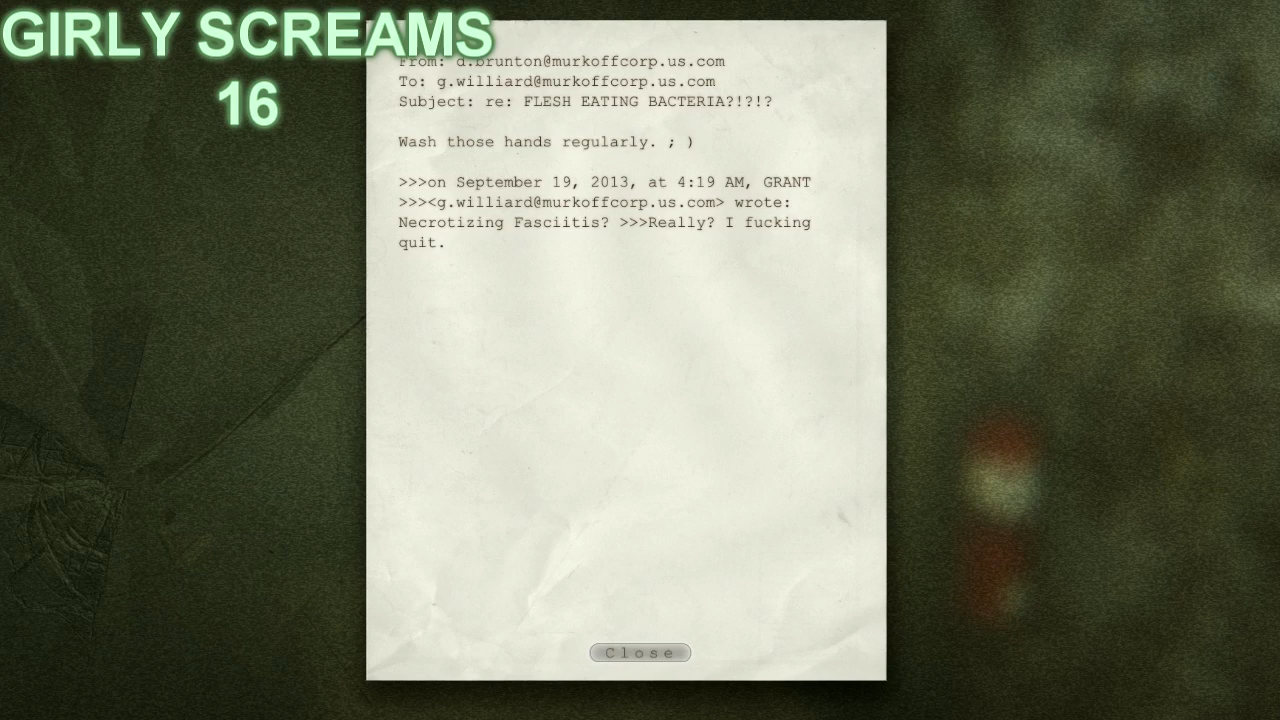 GIRLY SCREAMS
16
From: d.brunton@murkoffcorp.us.com
To: g.williard@murkoffcorp.us.com
Subject: re: FLESH EATING BACTERIA?!?!?
Wash those hands regularly. ; )
>>>on September 19, 2013, at 4:19 AM, GRANT
>>><g.williard@murkoffcorp.us.com> wrote:
Necrotizing Fasciitis? >>>Really? I fucking
quit.
Close